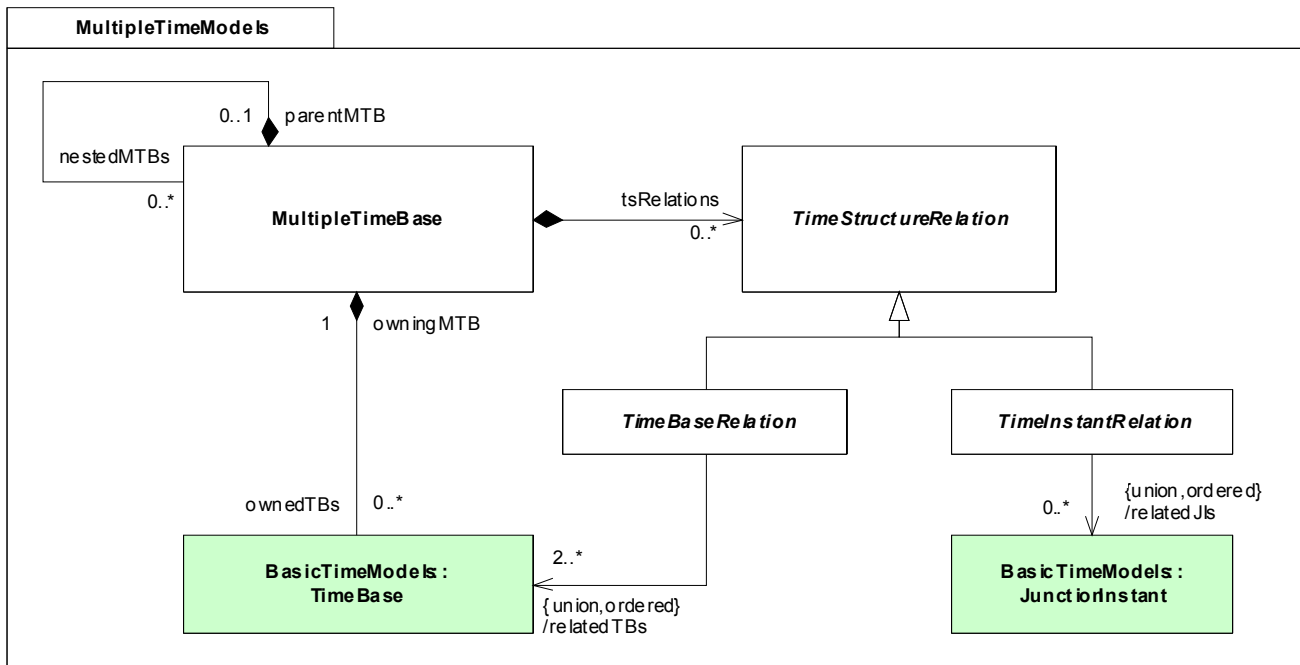 MultipleTimeModels
0..1
parentMTB
nestedMTBs
0..*
MultipleTimeBase
tsRelations
0..*
TimeStructureRelation
1
owningMTB
TimeBaseRelation
TimeInstantRelation
ownedTBs
0..*
0..*
{union,ordered}
/relatedJIs
BasicTimeModels::
TimeBase
2..*
{union,ordered}
/relatedTBs
BasicTimeModels::
JunctionInstant